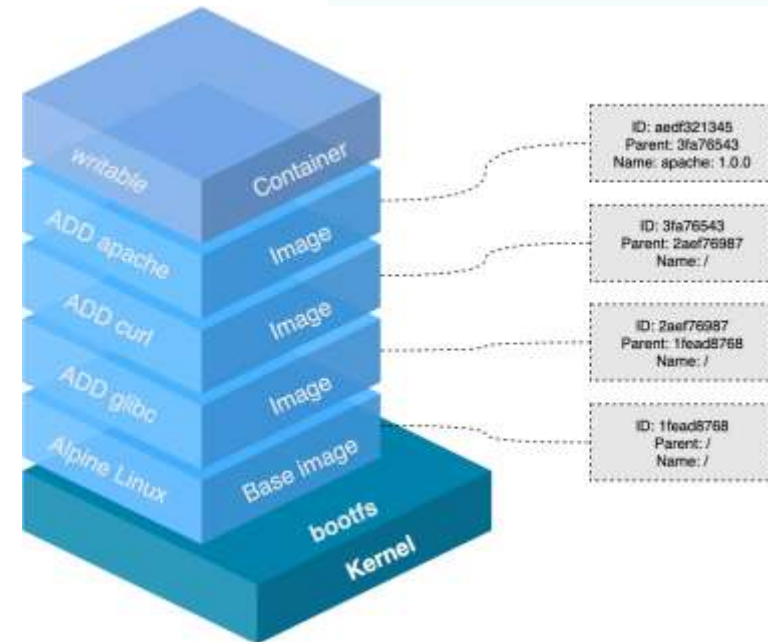 writable
Container
ADD apache
Image
ADD curl
Image
ADD glibc
Image
Alpine Linux
Base image
bootfs
Kernel
ID: aedf321345
Parent: 3fa76543
Name: apache: 1.0.0
ID: 3fa76543
Parent: 2aef76987
Name: /
ID: 2aef76987
Parent: 1fead8768
Name: /
ID: 1fead8768
Parent: /
Name: /